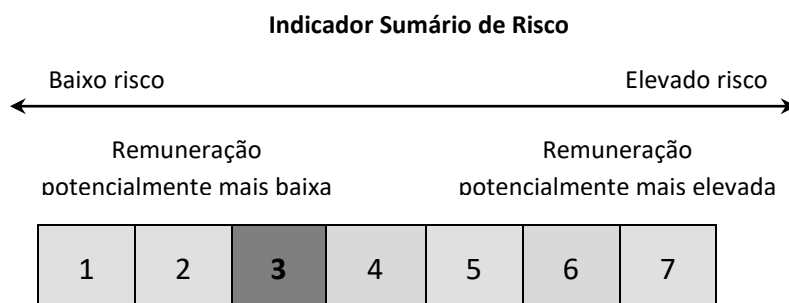 Indicador Sumário de Risco
Baixo risco Elevado risco
Remuneração Remuneração
potencialmente mais baixa potencialmente mais elevada
1 2 3 4 5 6 7